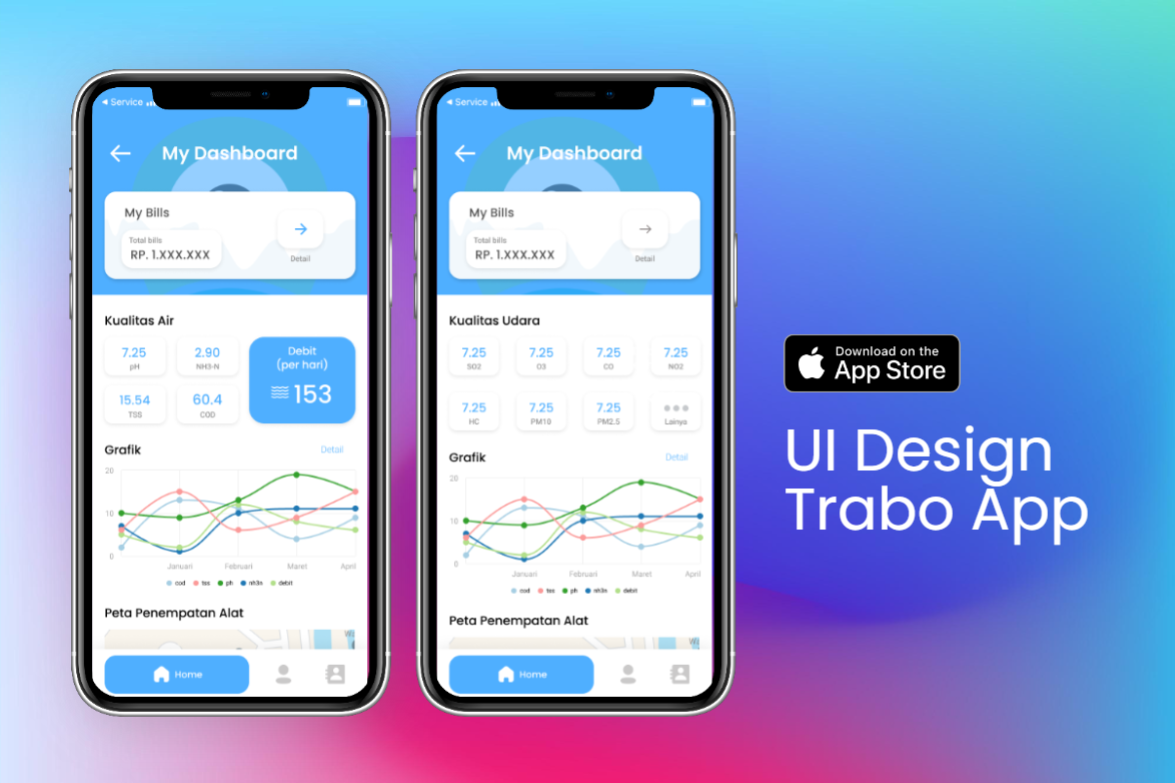 Service
My Dashboard
My Bills
Total bills
RP. 1.XXX.XXX
Detail
Kualitas Air
7.25
pH
2.90
NH3-N
15.54
TSS
60.4
COD
Debit
(per hari)
153
Grafik
Detail
20
10
0
Januari
Februari
Maret
April
cod
tss
ph
nh3n
debit
Peta Penempatan Alat
Home
Service
My Dashboard
My Bills
Total bills
RP. 1.XXX.XXX
Detail
Kualitas Udara
7.25
SO2
7.25
O3
7.25
CO
7.25
NO2
7.25
HC
7.25
PM10
7.25
PM2.5
Lainya
Grafik
Detail
20
10
0
Januari
Februari
Maret
April
cod
tss
ph
nh3n
debit
Peta Penempatan Alat
Home
Download on the
App Store
UI Design
Trabo App